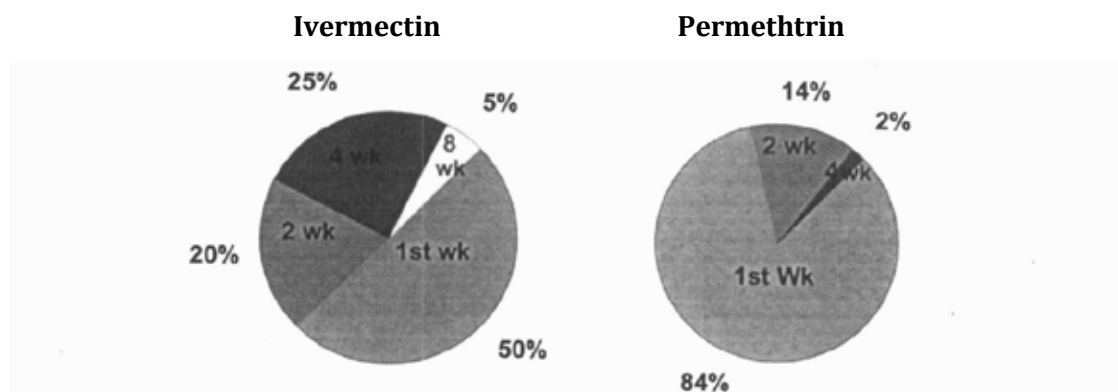 Ivermectin
Permethtrin
25%
5%
8
wk
4 wk
2 wk
1st wk
20%
50%
14%
2%
2 wk
4 wk
1st Wk
84%